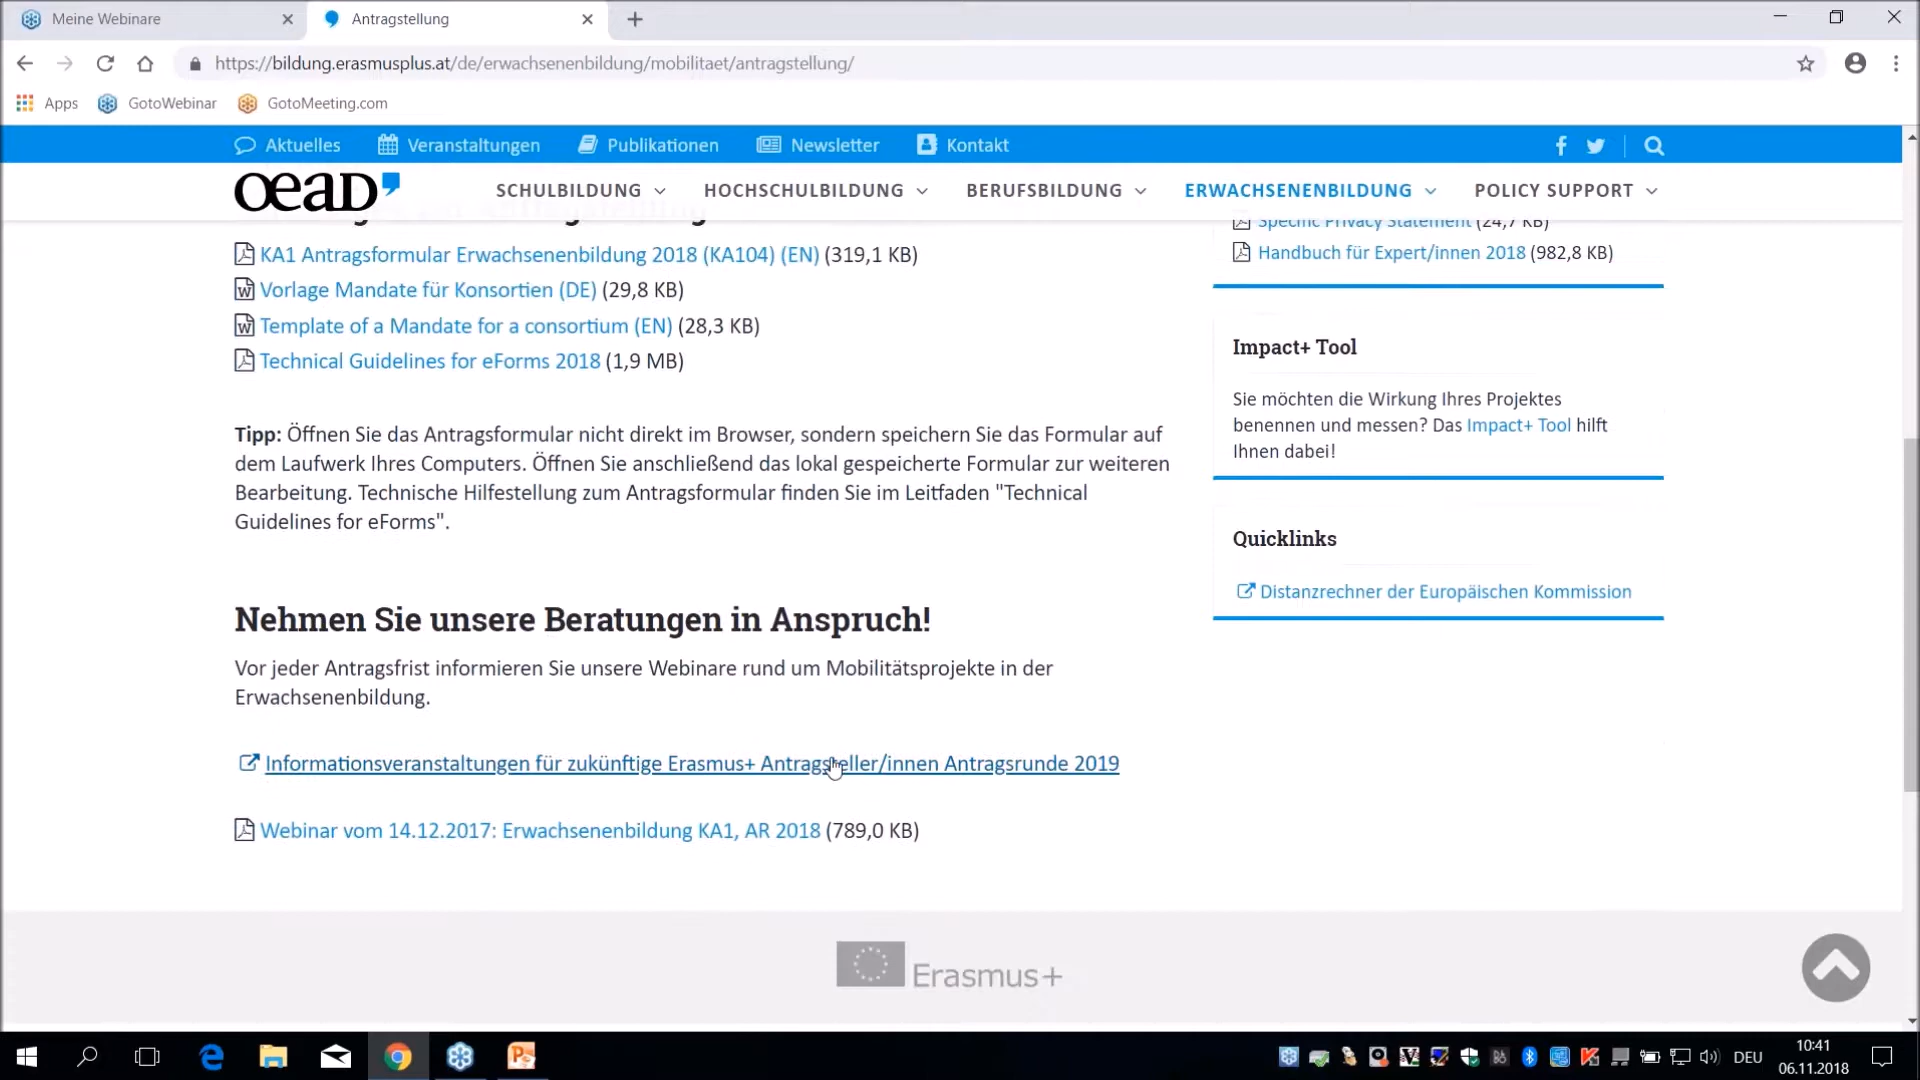 Meine Webinare
Antragstellung
https://bildung.erasmusplus.at/de/erwachsenenbildung/mobilitaet/antragstellung/
Apps GotoWebinar GotoMeeting.com
Aktuelles Veranstaltungen Publikationen Newsletter Kontakt
OeAD SCHULBILDUNG HOCHSCHULBILDUNG BERUFSBILDUNG ERWACHSENENBILDUNG POLICY SUPPORT
KA1 Antragsformular Erwachsenenbildung 2018 (KA104) (EN) (319,1 KB)
Vorlage Mandate für Konsortien (DE) (29,8 KB)
Template of a Mandate for a consortium (EN) (28,3 KB)
Technical Guidelines for eForms 2018 (1,9 MB)
Tipp: Öffnen Sie das Antragsformular nicht direkt im Browser, sondern speichern Sie das Formular auf
dem Laufwerk Ihres Computers. Öffnen Sie anschließend das lokal gespeicherte Formular zur weiteren
Bearbeitung. Technische Hilfestellung zum Antragsformular finden Sie im Leitfaden "Technical
Guidelines for eForms".
Nehmen Sie unsere Beratungen in Anspruch!
Vor jeder Antragsfrist informieren Sie unsere Webinare rund um Mobilitätsprojekte in der
Erwachsenenbildung.
Informationsveranstaltungen für zukünftige Erasmus+ Antragsteller/innen Antragsrunde 2019
Webinar vom 14.12.2017: Erwachsenenbildung KA1, AR 2018 (789,0 KB)
Specific Privacy Statement (24,7 KB)
Handbuch für Expert/innen 2018 (982,8 KB)
Impact+ Tool
Sie möchten die Wirkung Ihres Projektes
benennen und messen? Das Impact+ Tool hilft
Ihnen dabei!
Quicklinks
Distanzrechner der Europäischen Kommission
Erasmus+
DEU
10:41
06.11.2018